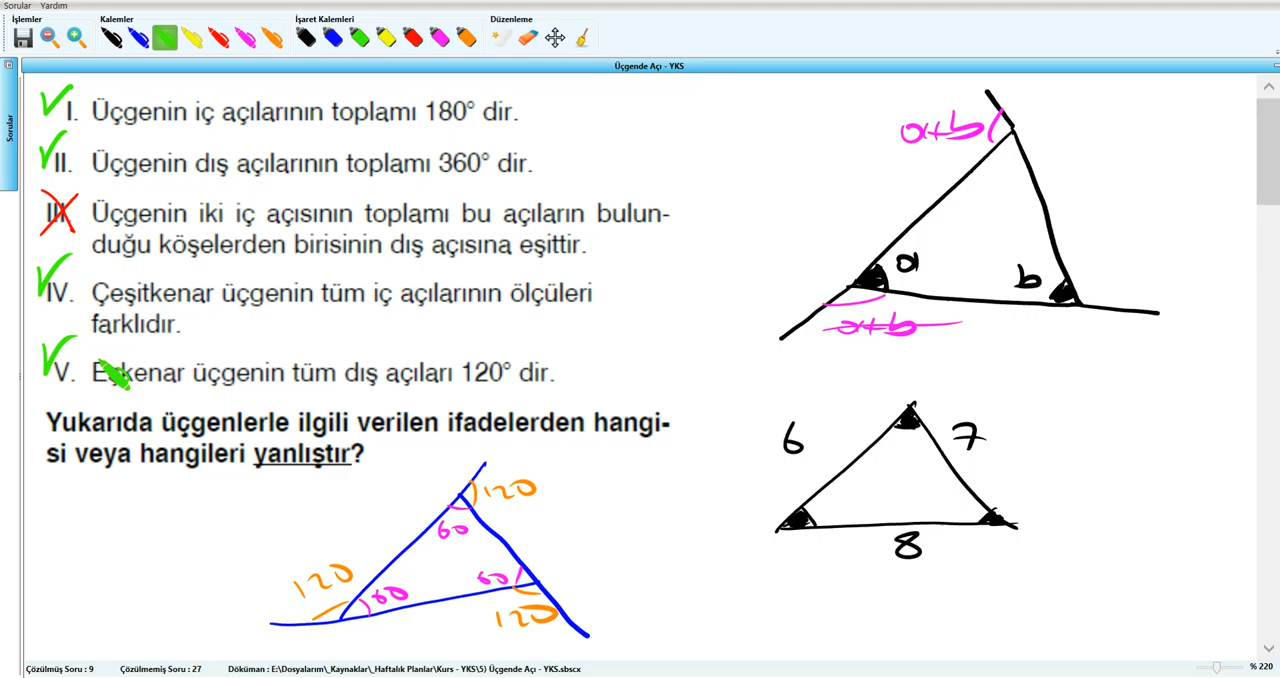 Sorular Yardım
İşlemler Kalemler İşaret Kalemleri Düzenleme
Üçgende Açı - YKS
Sorular
I. Üçgenin iç açılarının toplamı 180° dir.
II. Üçgenin dış açılarının toplamı 360° dir.
III. Üçgenin iki iç açısının toplamı bu açıların bulun-
duğu köşelerden birisinin dış açısına eşittir.
IV. Çeşitkenar üçgenin tüm iç açılarının ölçüleri
farklıdır.
V. Eşkenar üçgenin tüm dış açıları 120° dir.
Yukarıda üçgenlerle ilgili verilen ifadelerden hangi-
si veya hangileri yanlıştır?
a+b
a
b
a+b
6
7
8
120
60
120
60
60
120
Çözülmüş Soru : 9 Çözülmemiş Soru : 27 Döküman : E:\Dosyalarım\_Kaynaklar\_Haftalık Planlar\Kurs - YKS\5) Üçgende Açı - YKS.sbscx % 220